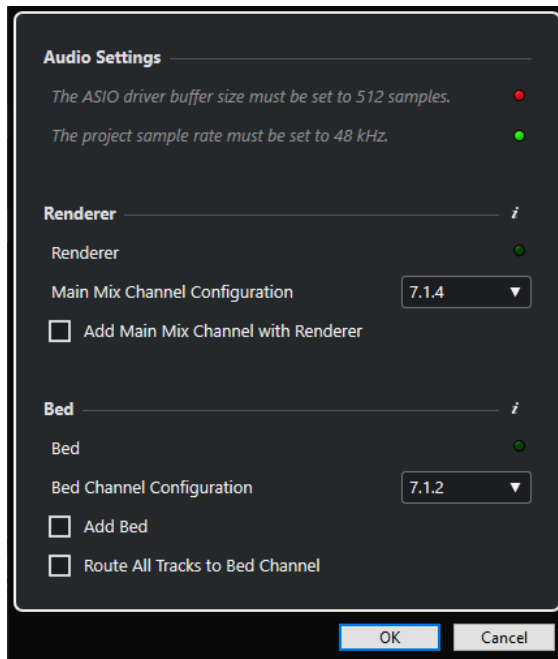 Audio Settings
The ASIO driver buffer size must be set to 512 samples.
The project sample rate must be set to 48 kHz.
Renderer i
Renderer
Main Mix Channel Configuration 7.1.4 ▼
Add Main Mix Channel with Renderer
Bed i
Bed
Bed Channel Configuration 7.1.2 ▼
Add Bed
Route All Tracks to Bed Channel
OK Cancel